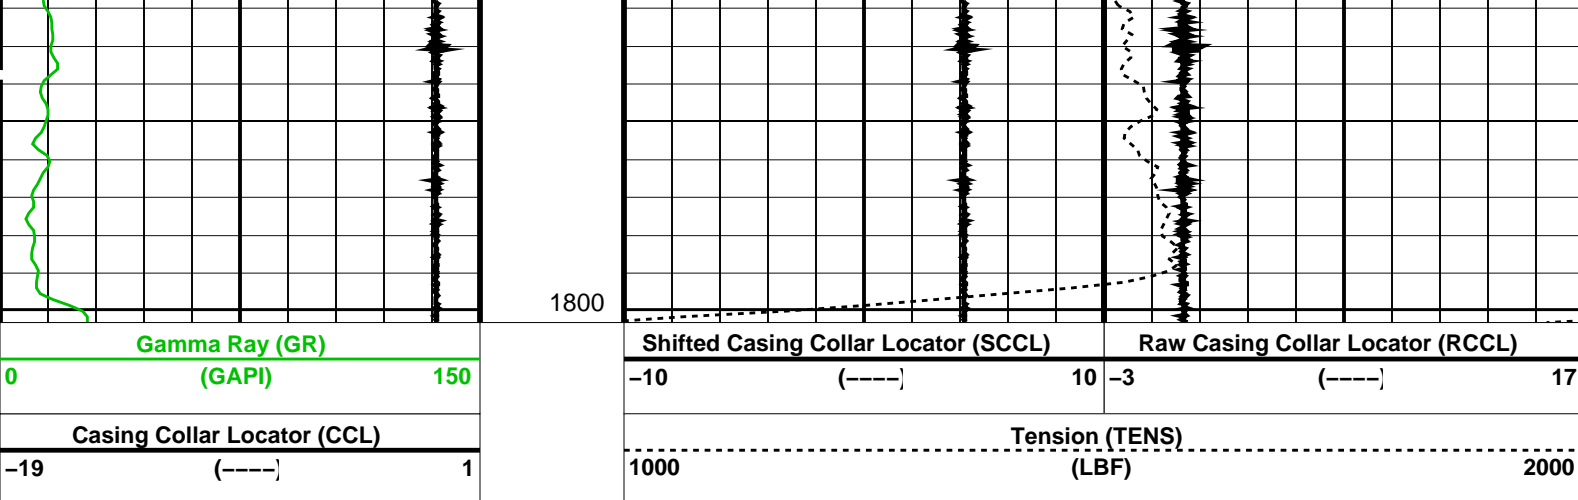 1800
Gamma Ray (GR)
0 (GAPI) 150
Casing Collar Locator (CCL)
−19 (−−−−) 1
Shifted Casing Collar Locator (SCCL)
−10 (−−−−) 10
Raw Casing Collar Locator (RCCL)
−3 (−−−−) 17
Tension (TENS)
1000 (LBF) 2000